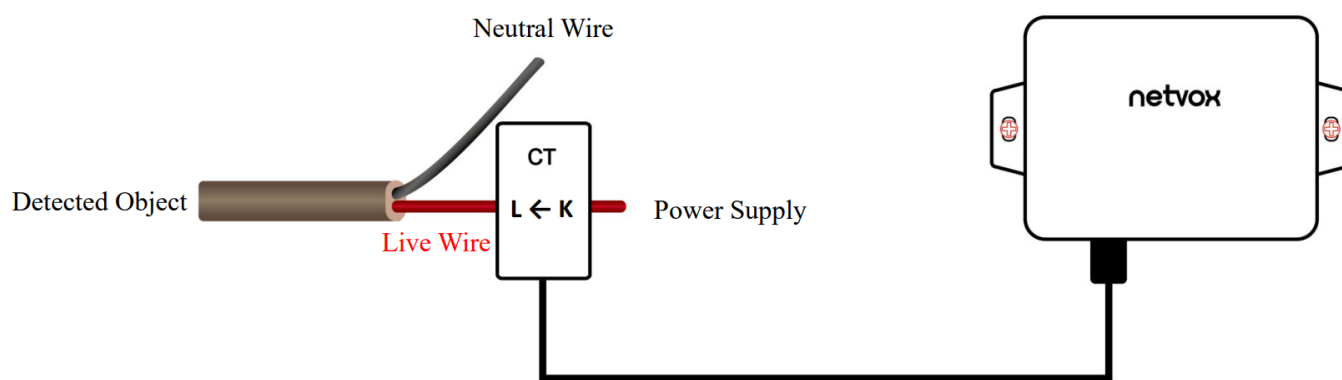 Neutral Wire
netvox
CT
Detected Object
L ← K
Power Supply
Live Wire